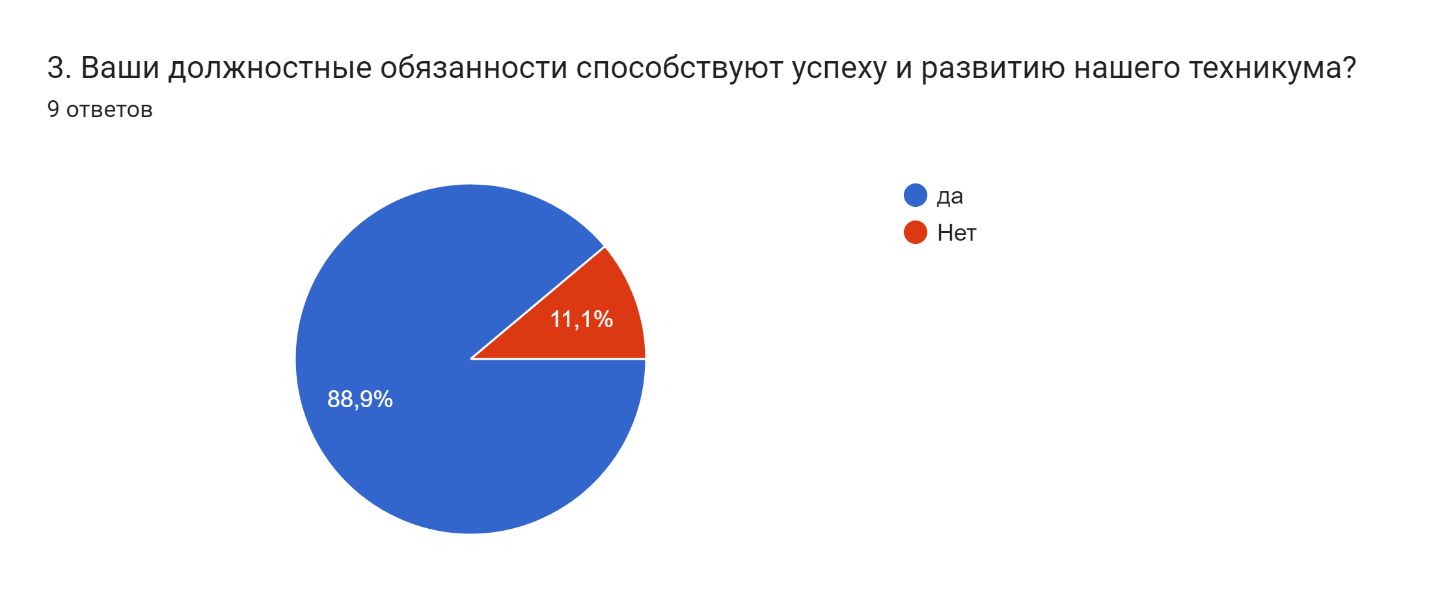 3. Ваши должностные обязанности способствуют успеху и развитию нашего техникума?
9 ответов
да
Нет
11,1%
88,9%